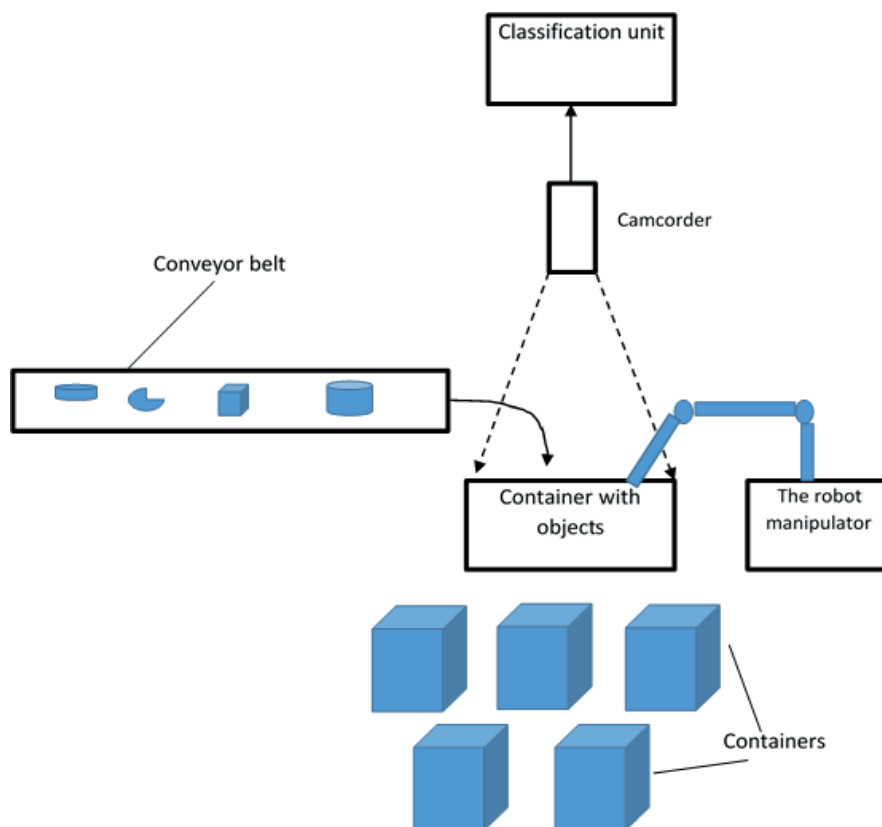 Classification unit
Camcorder
Conveyor belt
Container with
objects
The robot
manipulator
Containers